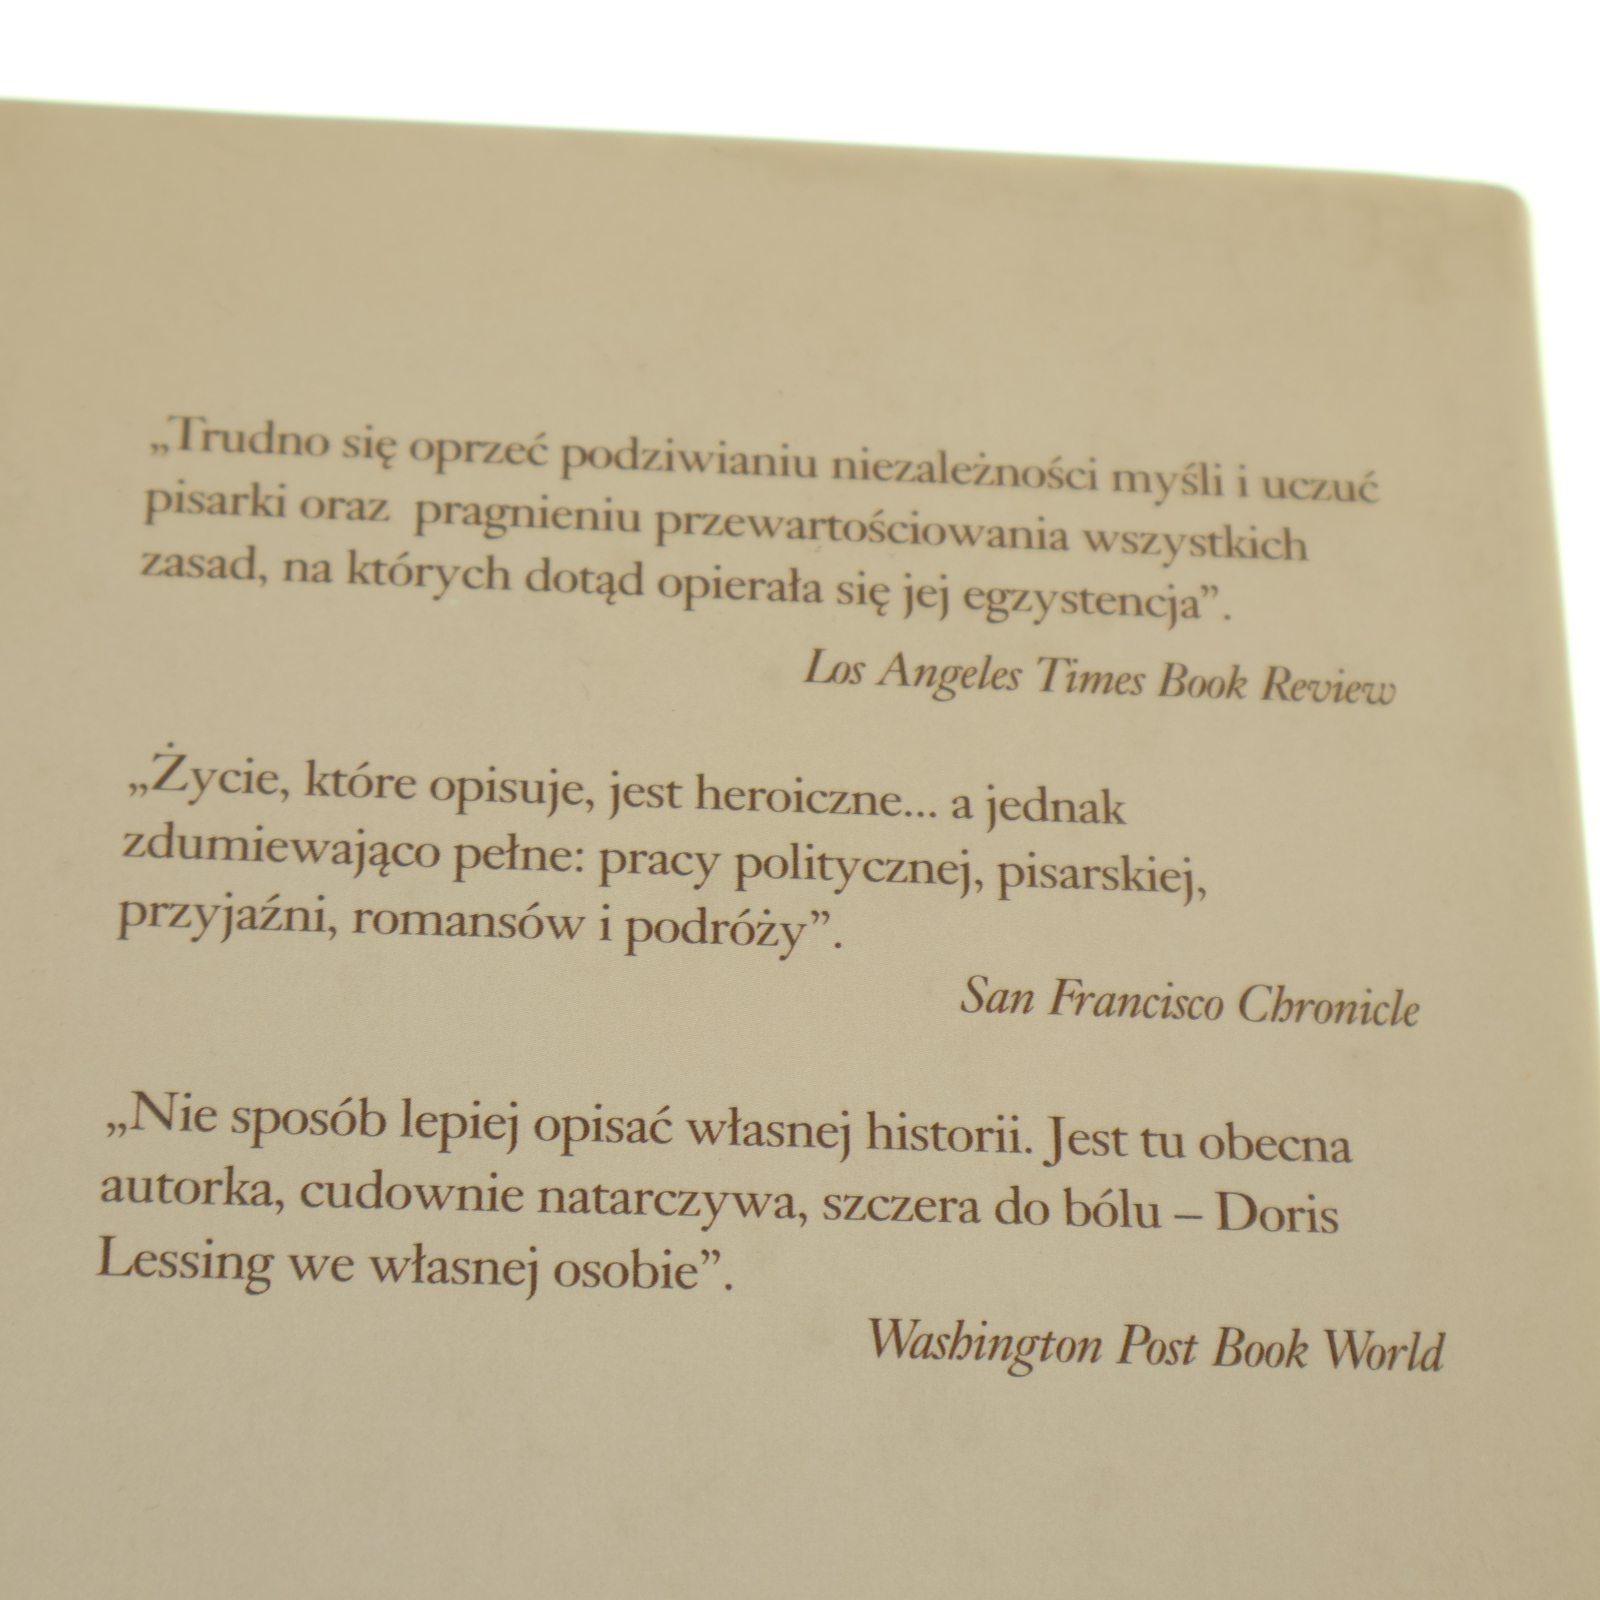 „Trudno się oprzeć podziwianiu niezależności myśli i uczuć
pisarki oraz pragnieniu przewartościowania wszystkich
zasad, na których dotąd opierała się jej egzystencja”.
Los Angeles Times Book Review
„Życie, które opisuje, jest heroiczne... a jednak
zdumiewająco pełne: pracy politycznej, pisarskiej,
przyjaźni, romansów i podróży”.
San Francisco Chronicle
„Nie sposób lepiej opisać własnej historii. Jest tu obecna
autorka, cudownie natarczywa, szczera do bólu – Doris
Lessing we własnej osobie”.
Washington Post Book World